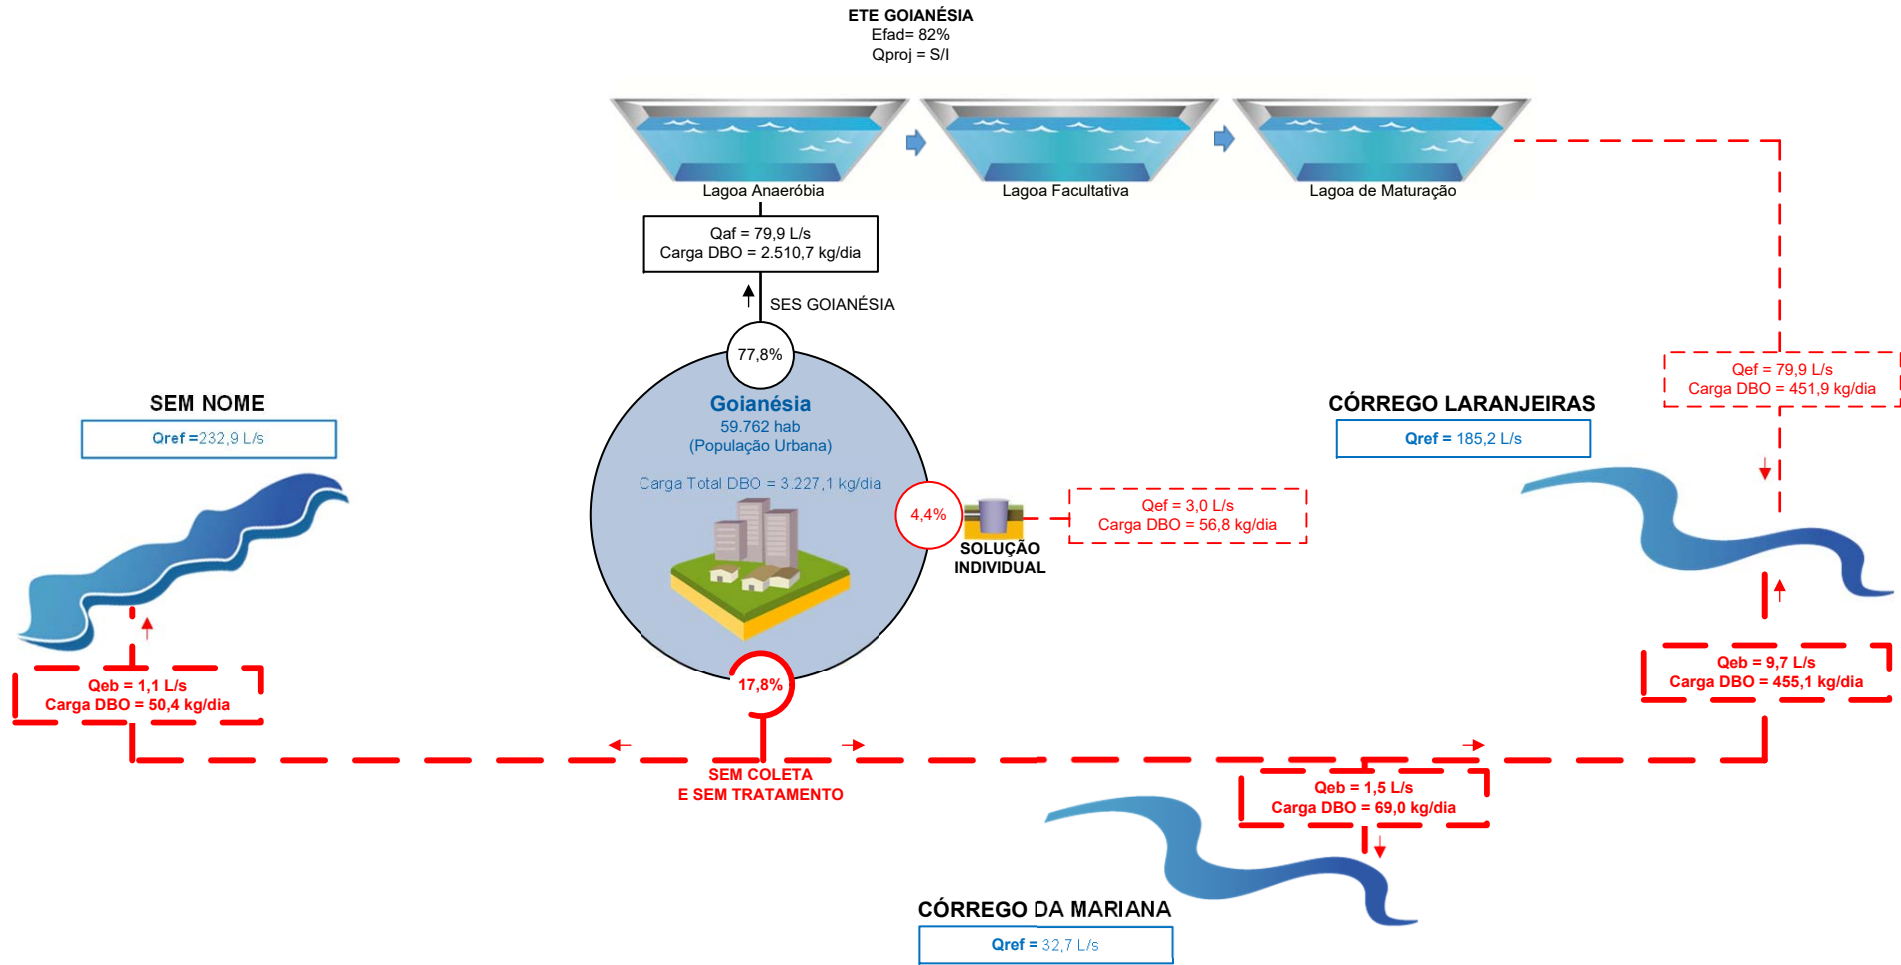 ETE GOIANÉSIA
Efad= 82%
Qproj = S/I
Lagoa Anaeróbia
Lagoa Facultativa
Lagoa de Maturação
Qaf = 79,9 L/s
Carga DBO = 2.510,7 kg/dia
SES GOIANÉSIA
77,8%
Goianésia
59.762 hab
(População Urbana)
Carga Total DBO = 3.227,1 kg/dia
SEM NOME
Qref =232,9 L/s
CÓRREGO LARANJEIRAS
Qref = 185,2 L/s
Qef = 79,9 L/s
Carga DBO = 451,9 kg/dia
4,4%
SOLUÇÃO
INDIVIDUAL
Qef = 3,0 L/s
Carga DBO = 56,8 kg/dia
17,8%
Qeb = 1,1 L/s
Carga DBO = 50,4 kg/dia
Qeb = 9,7 L/s
Carga DBO = 455,1 kg/dia
SEM COLETA
E SEM TRATAMENTO
Qeb = 1,5 L/s
Carga DBO = 69,0 kg/dia
CÓRREGO DA MARIANA
Qref = 32,7 L/s